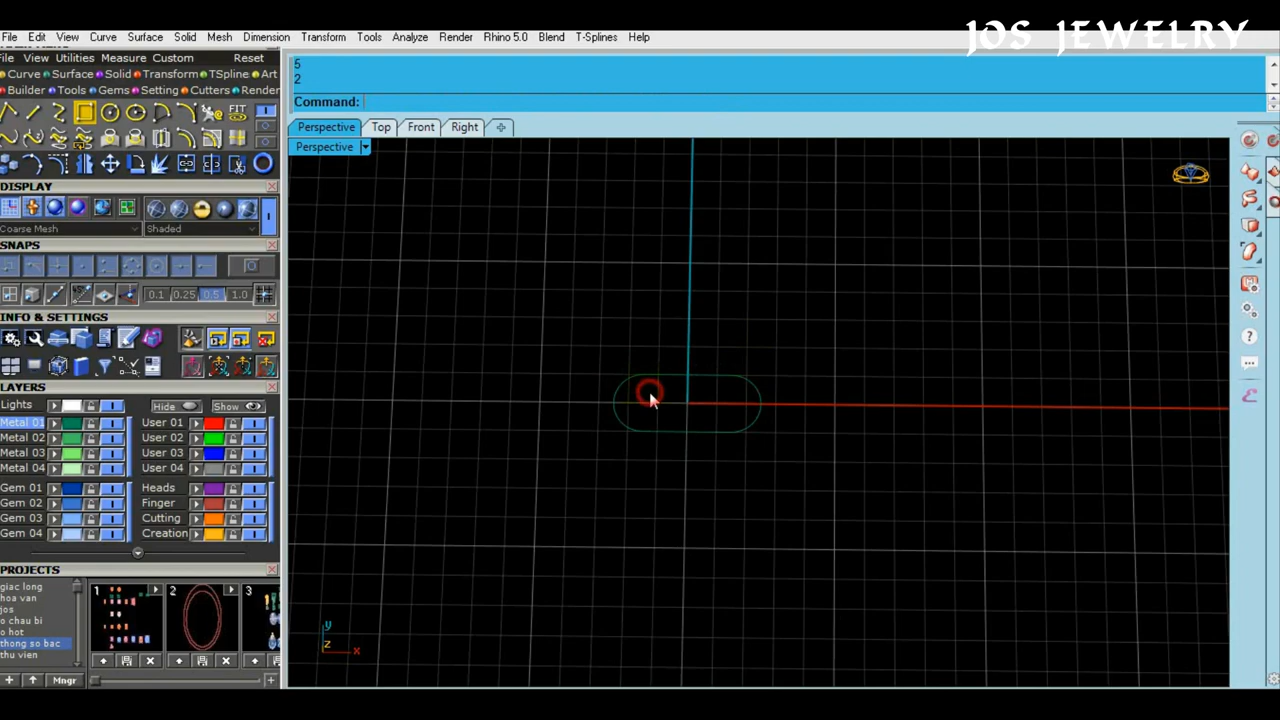 JOS JEWELRY
File Edit View Curve Surface Solid Mesh Dimension Transform Tools Analyze Render Rhino 5.0 Blend T-Splines Help
File View Utilities Measure Custom Reset
Curve Surface Solid Transform TSpline Art
Builder Tools Gems Setting Cutters Render
5
2
Command:
Perspective Top Front Right
Perspective
FIT
DISPLAY
Coarse Mesh Shaded
SNAPS
0.1 0.25 0.5 1.0
INFO & SETTINGS
LAYERS
Lights Hide Show
Metal 01 User 01
Metal 02 User 02
Metal 03 User 03
Metal 04 User 04
Gem 01 Heads
Gem 02 Finger
Gem 03 Cutting
Gem 04 Creation
PROJECTS
giac long
hoa van
jos
o chau bi
o hot
thong so bac
thu vien
1 2 3
Mngr
y
z x